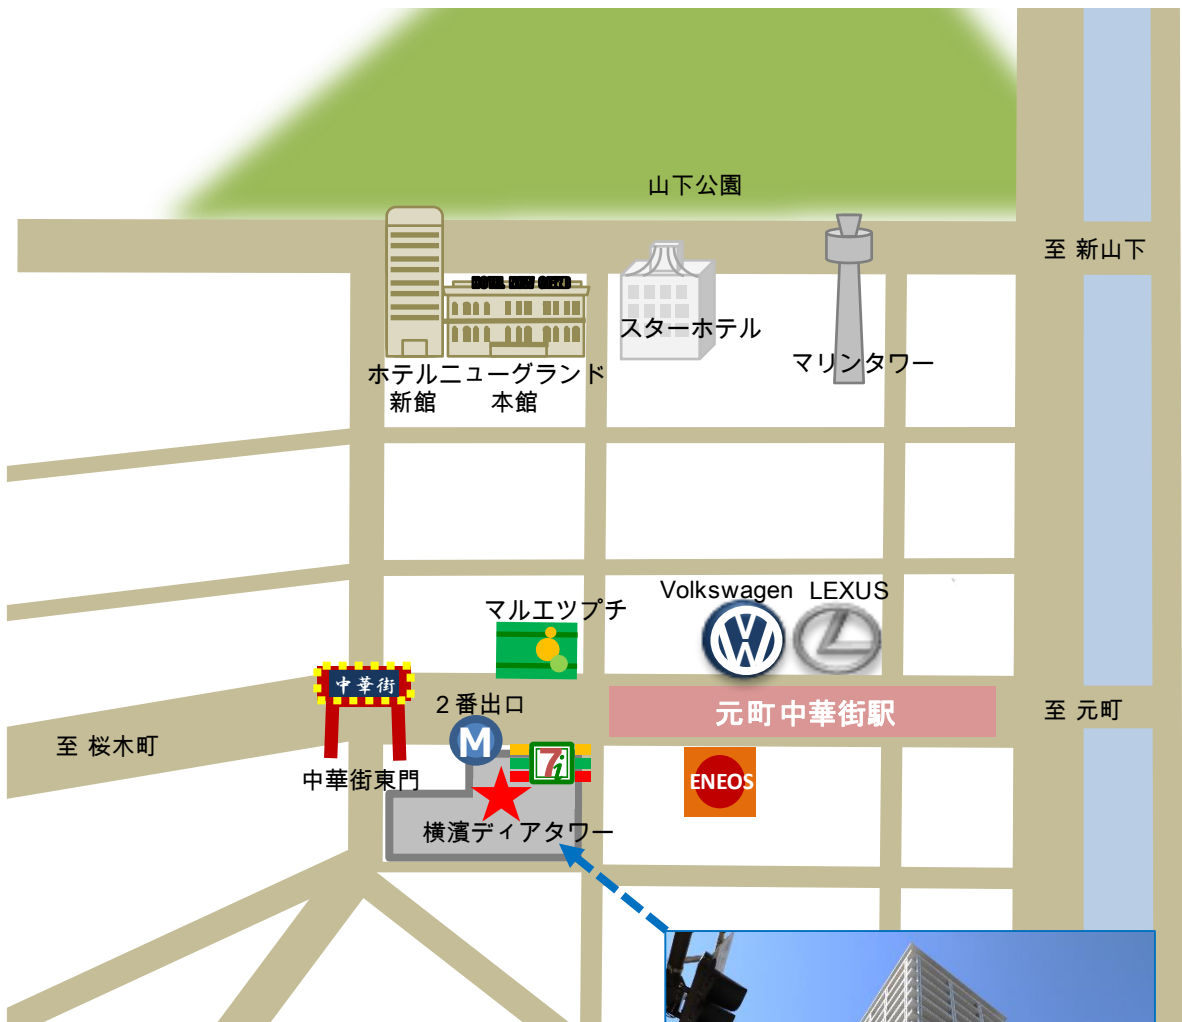 山下公園
至 新山下
HOTEL NEW GRAND
スターホテル
マリンタワー
ホテルニューグランド
新館
本館
Volkswagen
LEXUS
マルエツプチ
中華街
2番出口
元町中華街駅
至 元町
至 桜木町
M
7i
中華街東門
ENEOS
横濱ディアタワー